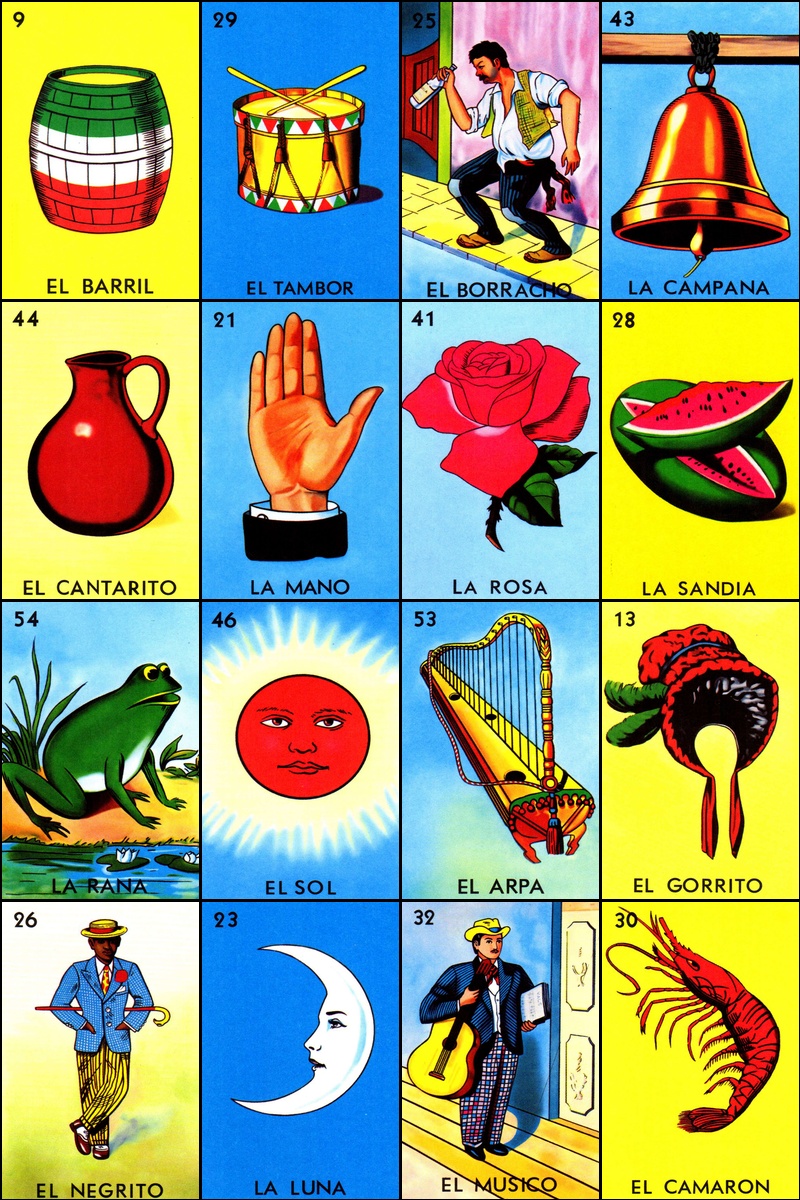 9
EL BARRIL
29
EL TAMBOR
25
EL BORRACHO
43
LA CAMPANA
44
EL CANTARITO
21
LA MANO
41
LA ROSA
28
LA SANDIA
54
LA RANA
46
EL SOL
53
EL ARPA
13
EL GORRITO
26
EL NEGRITO
23
LA LUNA
32
EL MUSICO
30
EL CAMARON